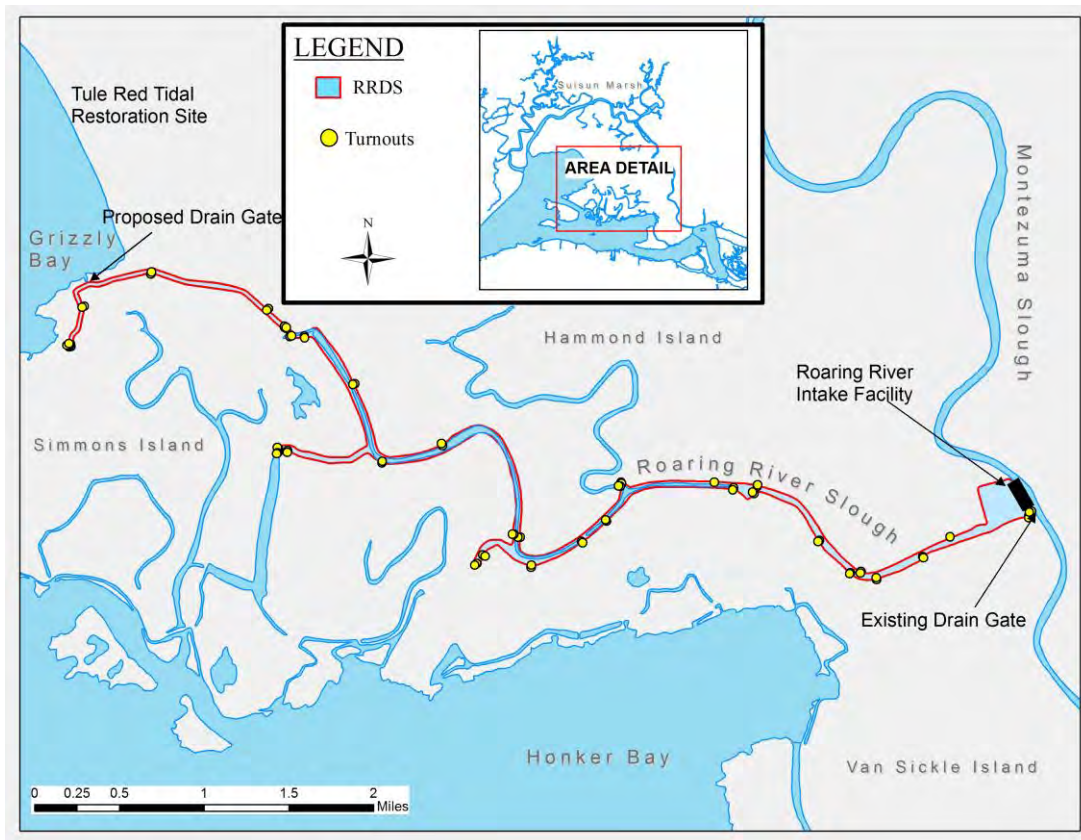 LEGEND
RRDS
Turnouts
N
Suisun Marsh
AREA DETAIL
Tule Red Tidal
Restoration Site
Proposed Drain Gate
Grizzly
Bay
Montezuma Slough
Hammond Island
Roaring River
Intake Facility
Simmons Island
Roaring River Slough
Existing Drain Gate
Honker Bay
Van Sickle Island
0 0.25 0.5 1 1.5 2
Miles